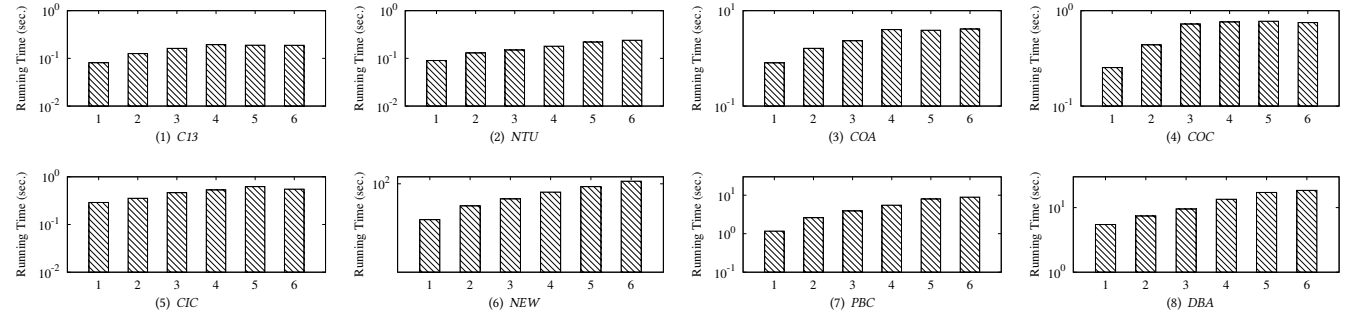 Running Time (sec.)
10^0
10^-1
10^-2
1 2 3 4 5 6
(1) C13
Running Time (sec.)
10^0
10^-1
10^-2
1 2 3 4 5 6
(2) NTU
Running Time (sec.)
10^1
10^-1
1 2 3 4 5 6
(3) COA
Running Time (sec.)
10^0
10^-1
1 2 3 4 5 6
(4) COC
Running Time (sec.)
10^0
10^-1
10^-2
1 2 3 4 5 6
(5) CIC
Running Time (sec.)
10^2
1 2 3 4 5 6
(6) NEW
Running Time (sec.)
10^1
10^0
10^-1
1 2 3 4 5 6
(7) PBC
Running Time (sec.)
10^1
10^0
1 2 3 4 5 6
(8) DBA